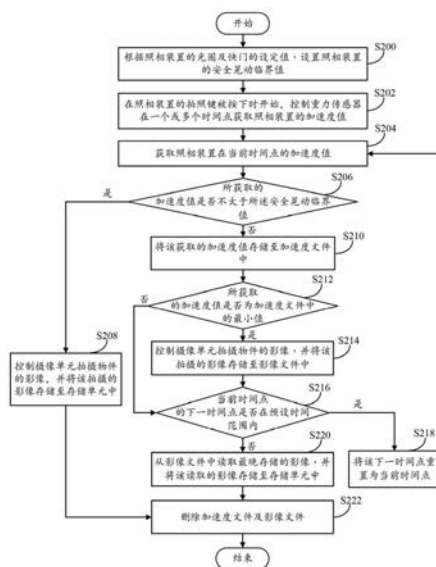 开始
S200
根据照相装置的光圈及快门的设定值,设置照相装置
的安全晃动临界值
S202
在照相装置的拍照键被按下时开始,控制重力传感器
在一个或多个时间点获取照相装置的加速度值
S204
获取照相装置在当前时间点的加速度值
S206
所获取的
加速度值是否不大于所述安全晃动临界
值
是
否
S210
将该获取的加速度值存储至加速度文件
中
S212
所获取
的加速度值是否为加速度文件中
的最小值
否
是
S208
控制摄像单元拍摄物件
的影像,并将该拍摄的
影像存储至存储单元中
S214
控制摄像单元拍摄物件的影像,并将该
拍摄的影像存储至影像文件中
S216
当前时间点
的下一时间点是否在预设时间
范围内
是
否
S218
将该下一时间点重
置为当前时间点
S220
从影像文件中读取最晚存储的影像,并
将该读取的影像存储至存储单元中
S222
删除加速度文件及影像文件
结束